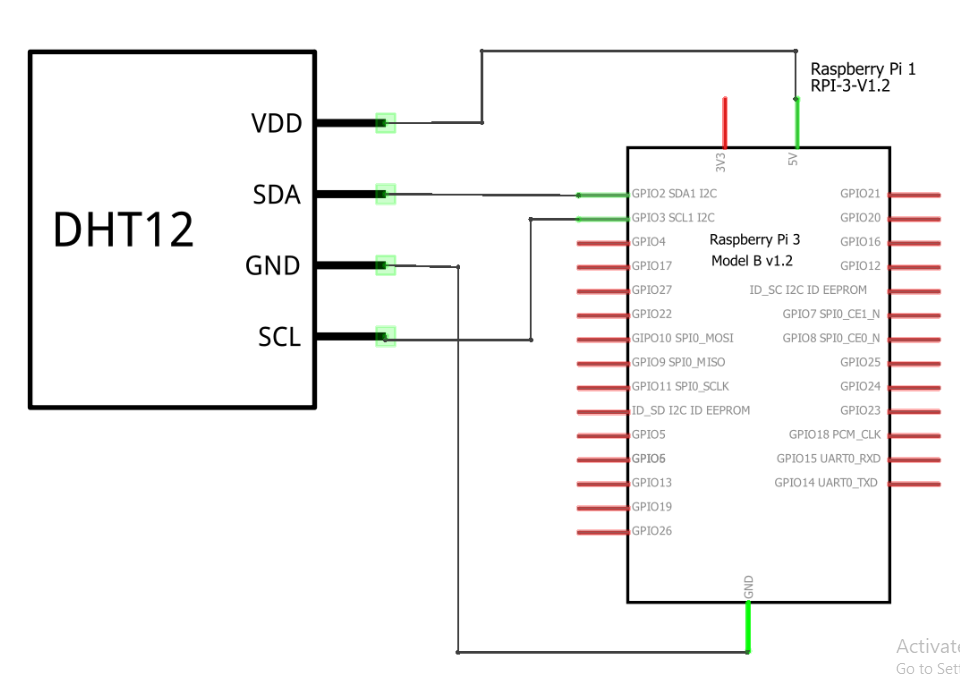 Raspberry Pi 1
RPI-3-V1.2
VDD
SDA
DHT12
GND
SCL
3V3
5V
GPIO2 SDA1 I2C
GPIO3 SCL1 I2C
GPIO4
GPIO17
GPIO27
GPIO22
GIPO10 SPI0_MOSI
GPIO9 SPI0_MISO
GPIO11 SPI0_SCLK
ID_SD I2C ID EEPROM
GPIO5
GPIO6
GPIO13
GPIO19
GPIO26
Raspberry Pi 3
Model B v1.2
GPIO21
GPIO20
GPIO16
GPIO12
ID_SC I2C ID EEPROM
GPIO7 SPI0_CE1_N
GPIO8 SPI0_CE0_N
GPIO25
GPIO24
GPIO23
GPIO18 PCM_CLK
GPIO15 UART0_RXD
GPIO14 UART0_TXD
GND
Activate
Go to Sett